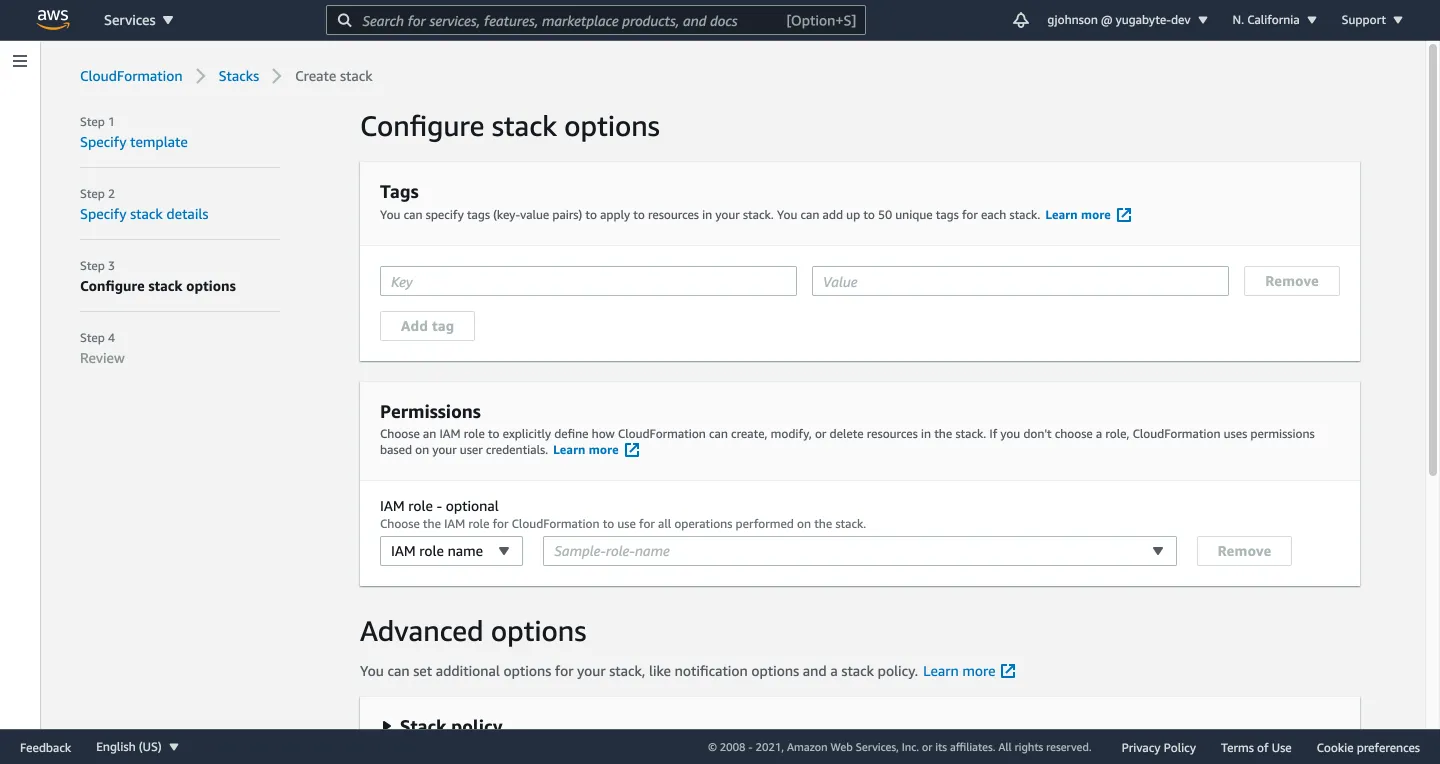 aws
Services
Search for services, features, marketplace products, and docs [Option+S]
gjohnson @ yugabyte-dev
N. California
Support
CloudFormation
Stacks
Create stack
Step 1
Specify template
Step 2
Specify stack details
Step 3
Configure stack options
Step 4
Review
Configure stack options
Tags
You can specify tags (key-value pairs) to apply to resources in your stack. You can add up to 50 unique tags for each stack. Learn more
Key
Value
Remove
Add tag
Permissions
Choose an IAM role to explicitly define how CloudFormation can create, modify, or delete resources in the stack. If you don't choose a role, CloudFormation uses permissions
based on your user credentials. Learn more
IAM role - optional
Choose the IAM role for CloudFormation to use for all operations performed on the stack.
IAM role name
Sample-role-name
Remove
Advanced options
You can set additional options for your stack, like notification options and a stack policy. Learn more
Stack policy
Feedback
English (US)
© 2008 - 2021, Amazon Web Services, Inc. or its affiliates. All rights reserved.
Privacy Policy
Terms of Use
Cookie preferences